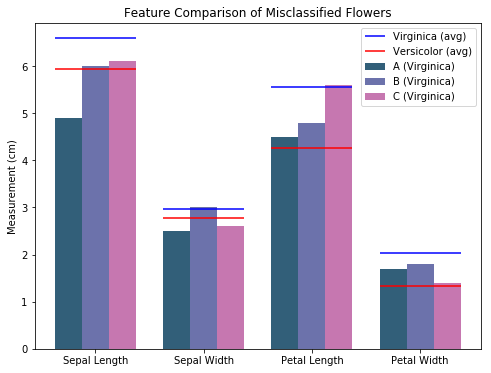 Feature Comparison of Misclassified Flowers
Virginica (avg)
Versicolor (avg)
A (Virginica)
B (Virginica)
C (Virginica)
Measurement (cm)
6
5
4
3
2
1
0
Sepal Length
Sepal Width
Petal Length
Petal Width